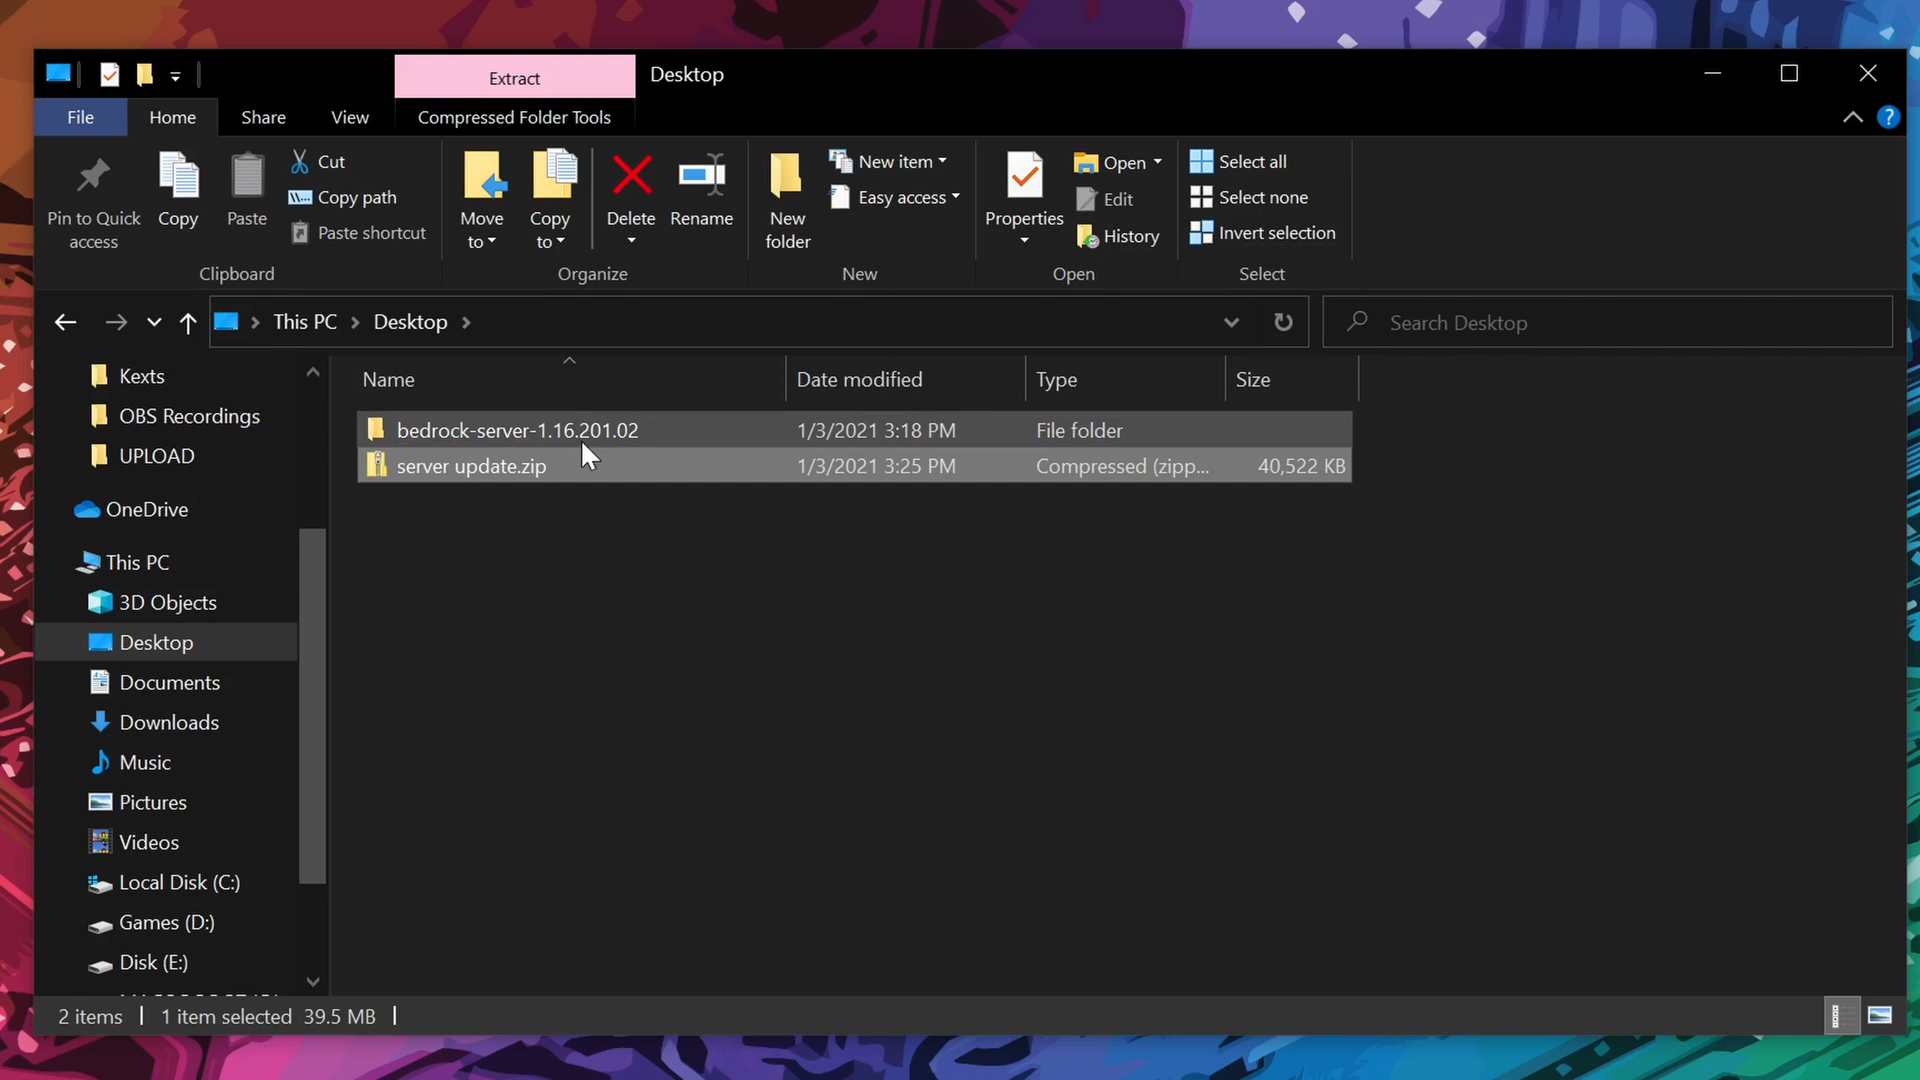 Extract
Desktop
File
Home
Share
View
Compressed Folder Tools
?
Pin to Quick access
Copy
Paste
Cut
Copy path
Paste shortcut
Clipboard
Move to
Copy to
Delete
Rename
Organize
New folder
New item
Easy access
New
Properties
Open
Edit
History
Open
Select all
Select none
Invert selection
Select
This PC
Desktop
Search Desktop
Kexts
OBS Recordings
UPLOAD
OneDrive
This PC
3D Objects
Desktop
Documents
Downloads
Music
Pictures
Videos
Local Disk (C:)
Games (D:)
Disk (E:)
Name
Date modified
Type
Size
bedrock-server-1.16.201.02
1/3/2021 3:18 PM
File folder
server update.zip
1/3/2021 3:25 PM
Compressed (zipp...
40,522 KB
2 items
1 item selected 39.5 MB